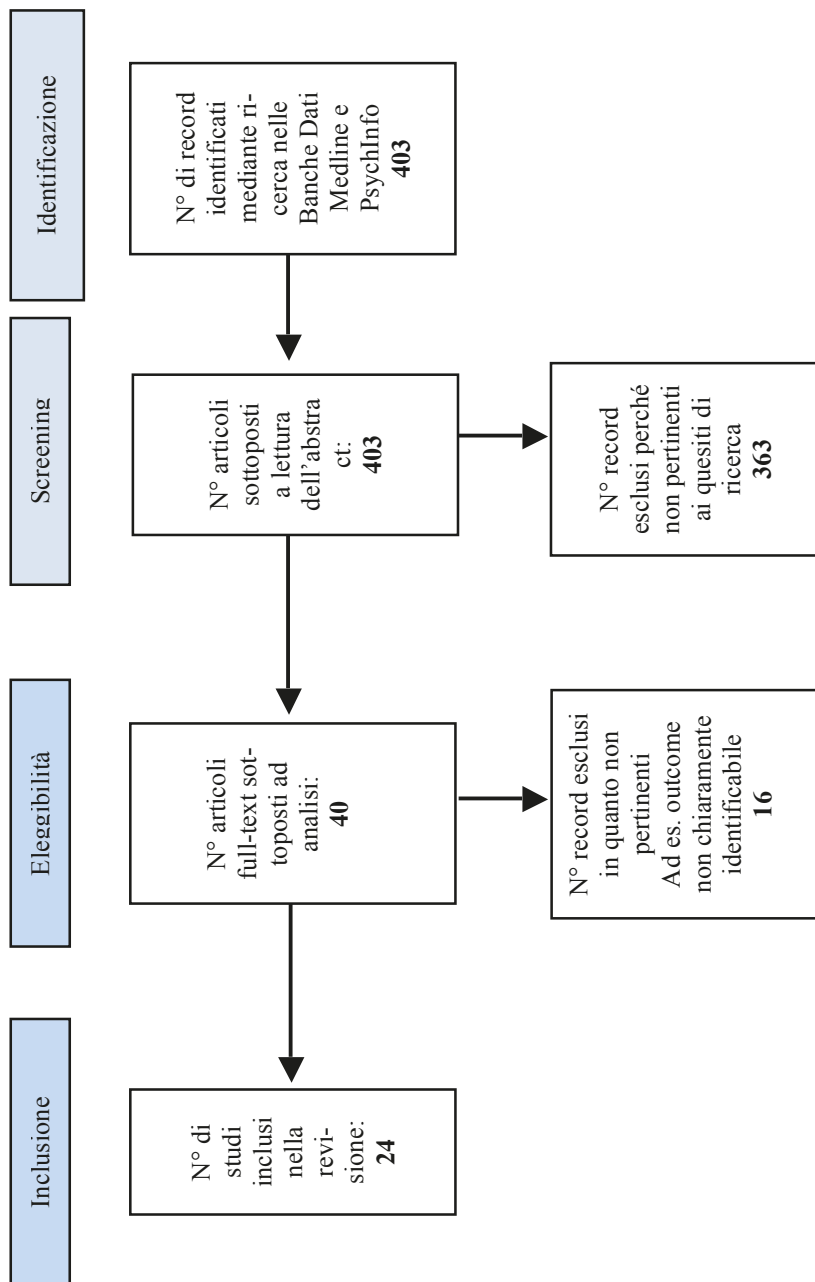 Identificazione
N° di record
identificati
mediante ri-
cerca nelle
Banche Dati
Medline e
PsychInfo
403
Screening
N° articoli
sottoposti
a lettura
dell'abstra
ct:
403
N° record
esclusi perché
non pertinenti
ai quesiti di
ricerca
363
Eleggibilità
N° articoli
full-text sot-
toposti ad
analisi:
40
N° record esclusi
in quanto non
pertinenti
Ad es. outcome
non chiaramente
identificabile
16
Inclusione
N° di
studi
inclusi
nella
revi-
sione:
24